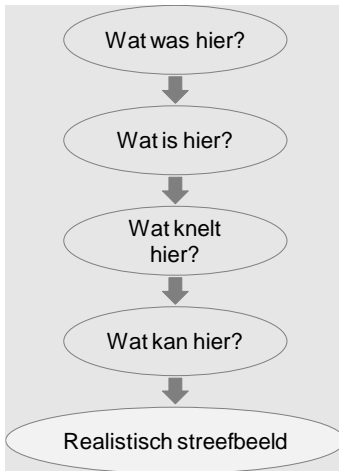 Wat was hier?
Wat is hier?
Wat knelt
hier?
Wat kan hier?
Realistisch streefbeeld